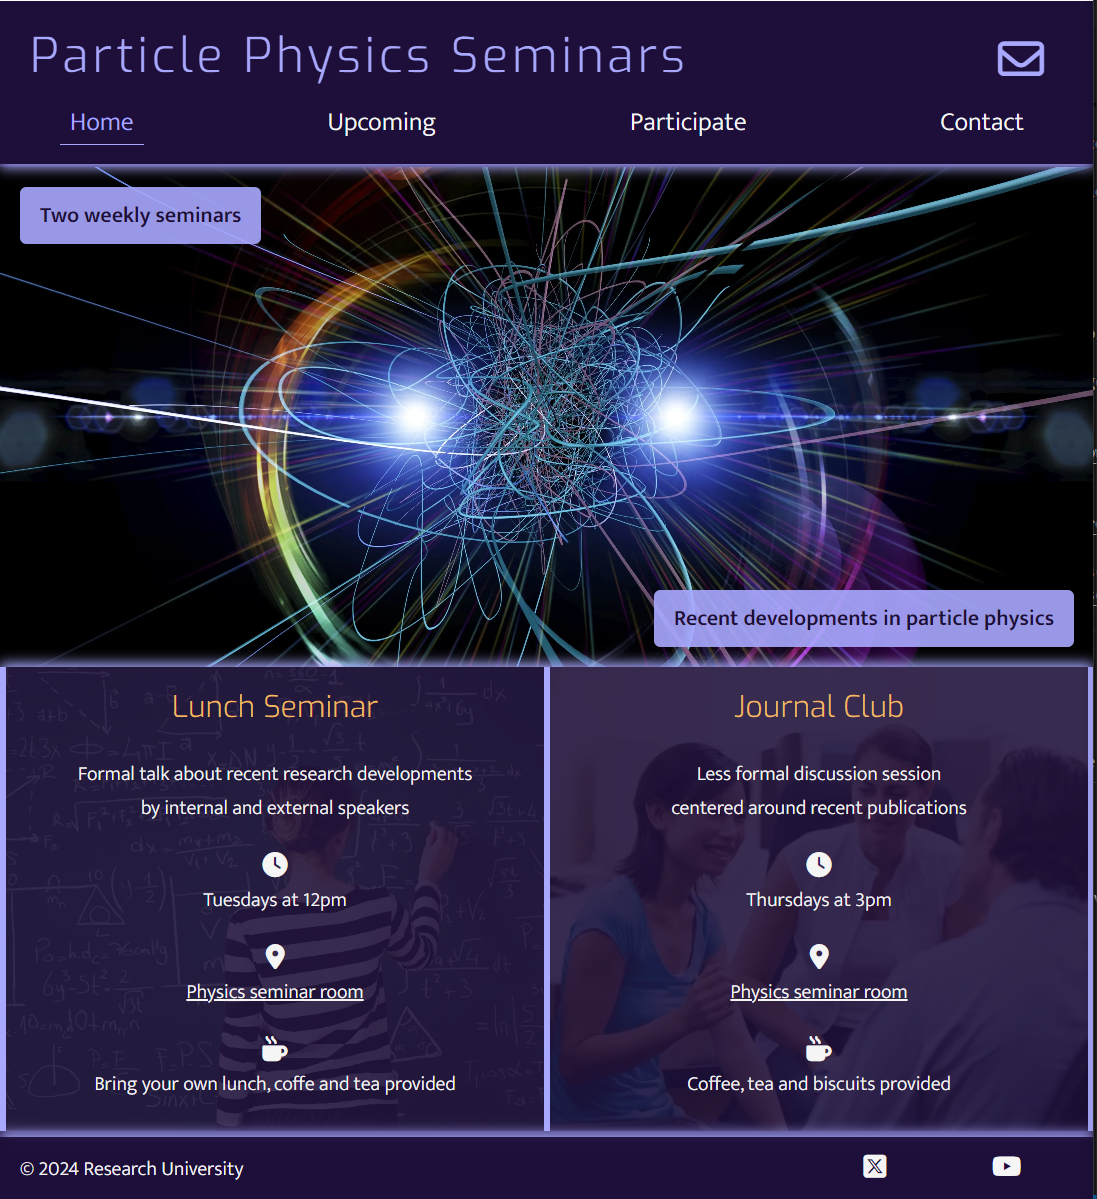 Particle Physics Seminars
Home
Upcoming
Participate
Contact
Two weekly seminars
Recent developments in particle physics
Lunch Seminar
Formal talk about recent research developments
by internal and external speakers
Tuesdays at 12pm
Physics seminar room
Bring your own lunch, coffe and tea provided
Journal Club
Less formal discussion session
centered around recent publications
Thursdays at 3pm
Physics seminar room
Coffee, tea and biscuits provided
© 2024 Research University